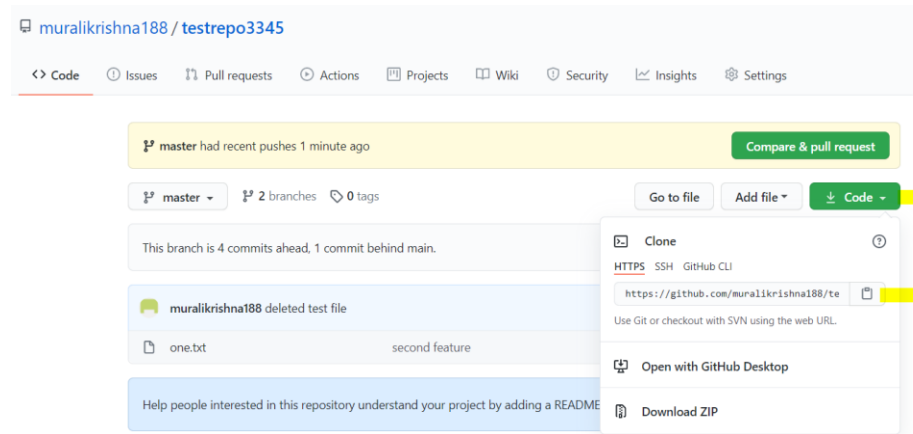 muralikrishna188 / testrepo3345
<> Code Issues Pull requests Actions Projects Wiki Security Insights Settings
master had recent pushes 1 minute ago Compare & pull request
master 2 branches 0 tags Go to file Add file Code
This branch is 4 commits ahead, 1 commit behind main.
Clone
HTTPS SSH GitHub CLI
https://github.com/muralikrishna188/te
Use Git or checkout with SVN using the web URL.
muralikrishna188 deleted test file
one.txt second feature
Open with GitHub Desktop
Help people interested in this repository understand your project by adding a README
Download ZIP